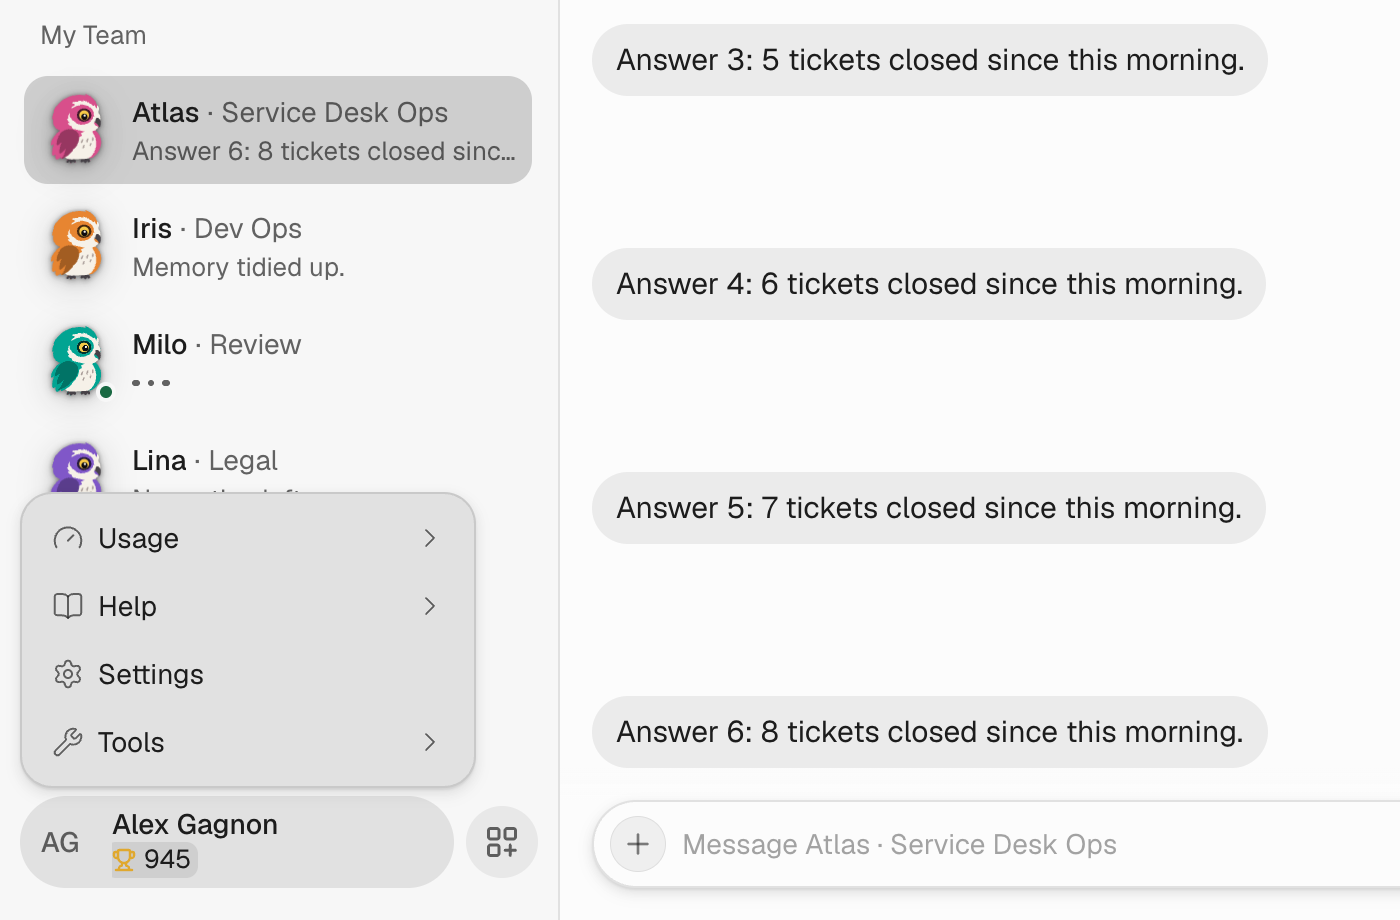 My Team
Atlas · Service Desk Ops
Answer 6: 8 tickets closed sinc...
Iris · Dev Ops
Memory tidied up.
Milo · Review
Lina · Legal
Usage
Help
Settings
Tools
AG
Alex Gagnon
945
Answer 3: 5 tickets closed since this morning.
Answer 4: 6 tickets closed since this morning.
Answer 5: 7 tickets closed since this morning.
Answer 6: 8 tickets closed since this morning.
Message Atlas · Service Desk Ops